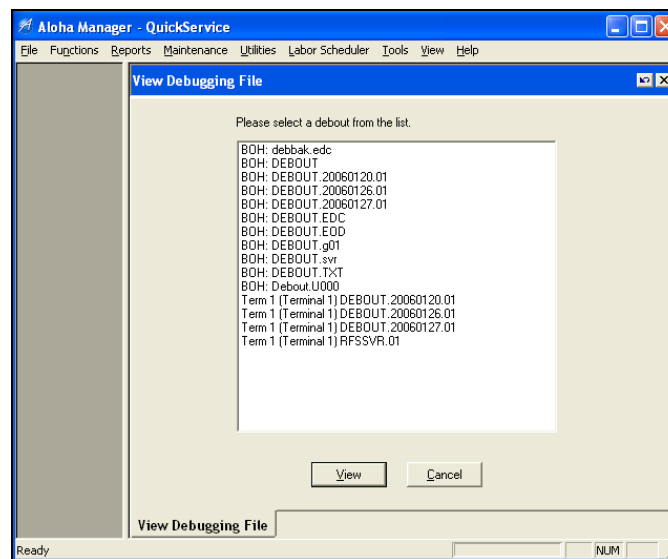 Aloha Manager - QuickService
File Functions Reports Maintenance Utilities Labor Scheduler Tools View Help
View Debugging File
Please select a debout from the list.
BOH: debbak.edc
BOH: DEBOUT
BOH: DEBOUT.20060120.01
BOH: DEBOUT.20060126.01
BOH: DEBOUT.20060127.01
BOH: DEBOUT.EDC
BOH: DEBOUT.EOD
BOH: DEBOUT.g01
BOH: DEBOUT.svr
BOH: DEBOUT.TXT
BOH: Debout.U000
Term 1 (Terminal 1) DEBOUT.20060120.01
Term 1 (Terminal 1) DEBOUT.20060126.01
Term 1 (Terminal 1) DEBOUT.20060127.01
Term 1 (Terminal 1) RFSSVR.01
View Cancel
View Debugging File
Ready NUM